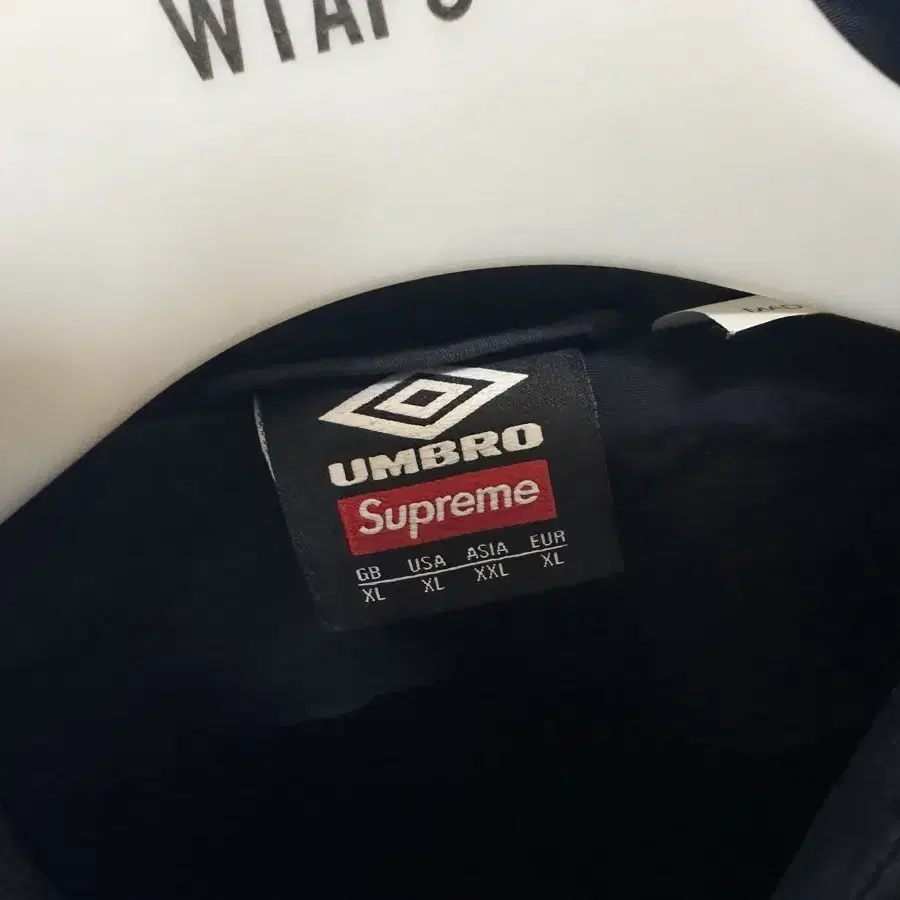 WTAPS
UMBRO
Supreme
GB USA ASIA EUR
XL XL XXL XL